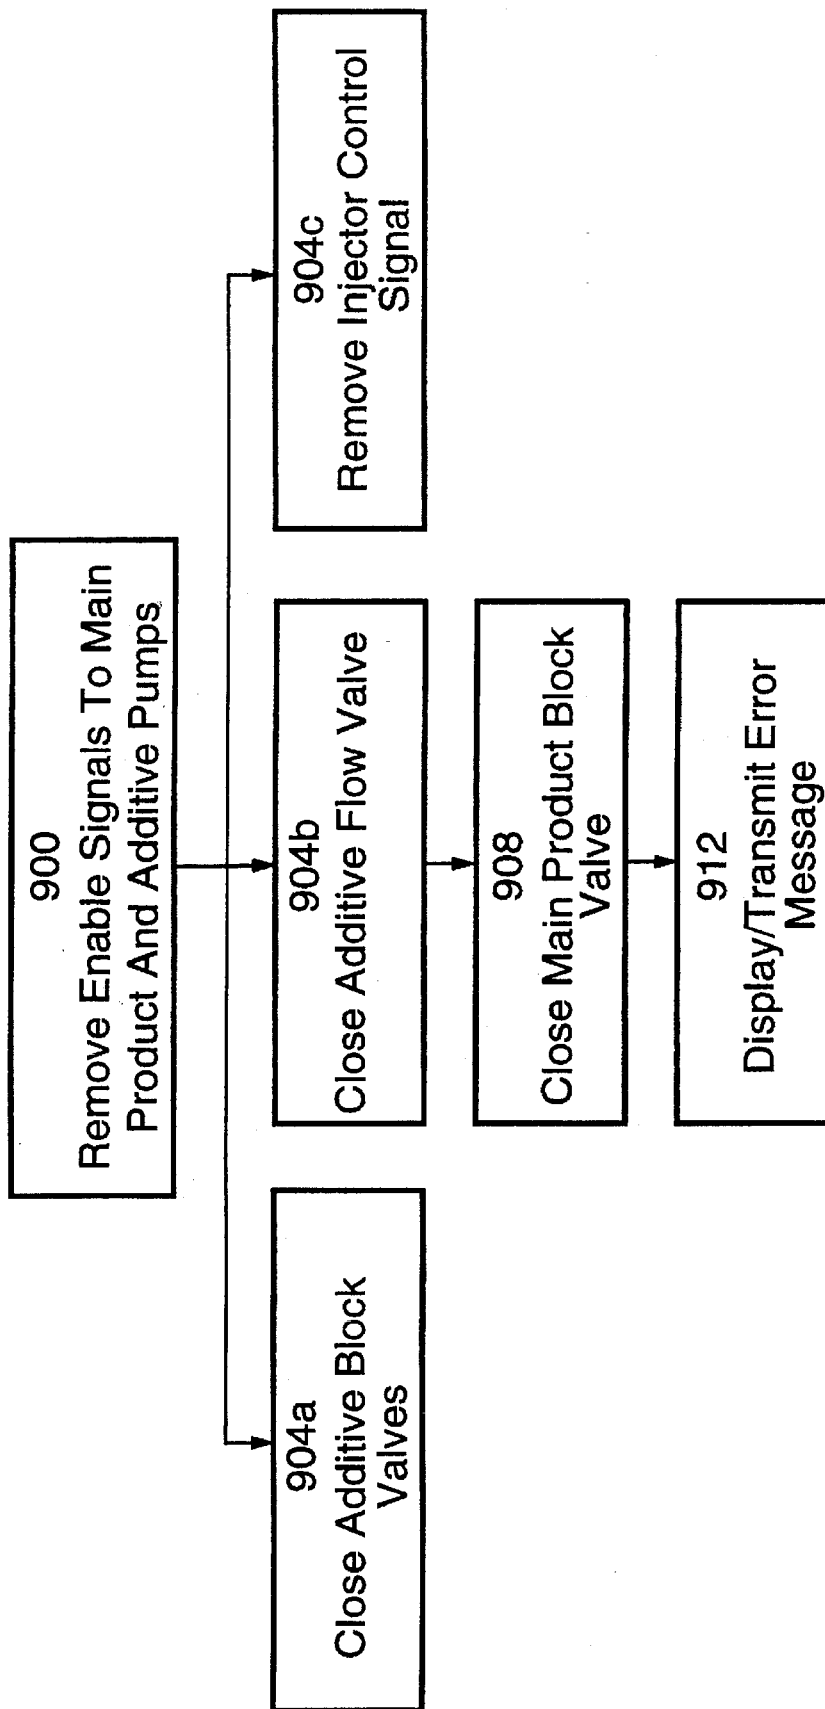 900
Remove Enable Signals To Main
Product And Additive Pumps
904a
Close Additive Block
Valves
904b
Close Additive Flow Valve
904c
Remove Injector Control
Signal
908
Close Main Product Block
Valve
912
Display/Transmit Error
Message